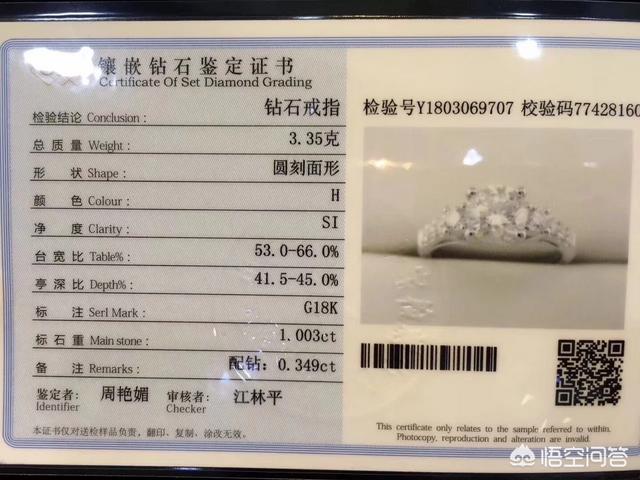 镶嵌钻石鉴定证书
Certificate Of Set Diamond Grading
检验结论 Conclusion : 钻石戒指
总质量 Weight : 3.35克
形状 Shape : 圆刻面形
颜色 Colour : H
净度 Clarity : SI
台宽比 Table% : 53.0-66.0%
亭深比 Depth% : 41.5-45.0%
标注 Serl Mark : G18K
标石重 Main stone : 1.003ct
备注 Remarks : 配钻: 0.349ct
鉴定者: 周艳媚 审核者: 江林平
Identifier Checker
本证书仅对送检样品负责，翻印、复制、涂改无效。
检验号Y1803069707 校验码77428160
This certificate only relates to the sample referred to within.
Photocopy, reproduction and alteration are invalid.
悟空问答